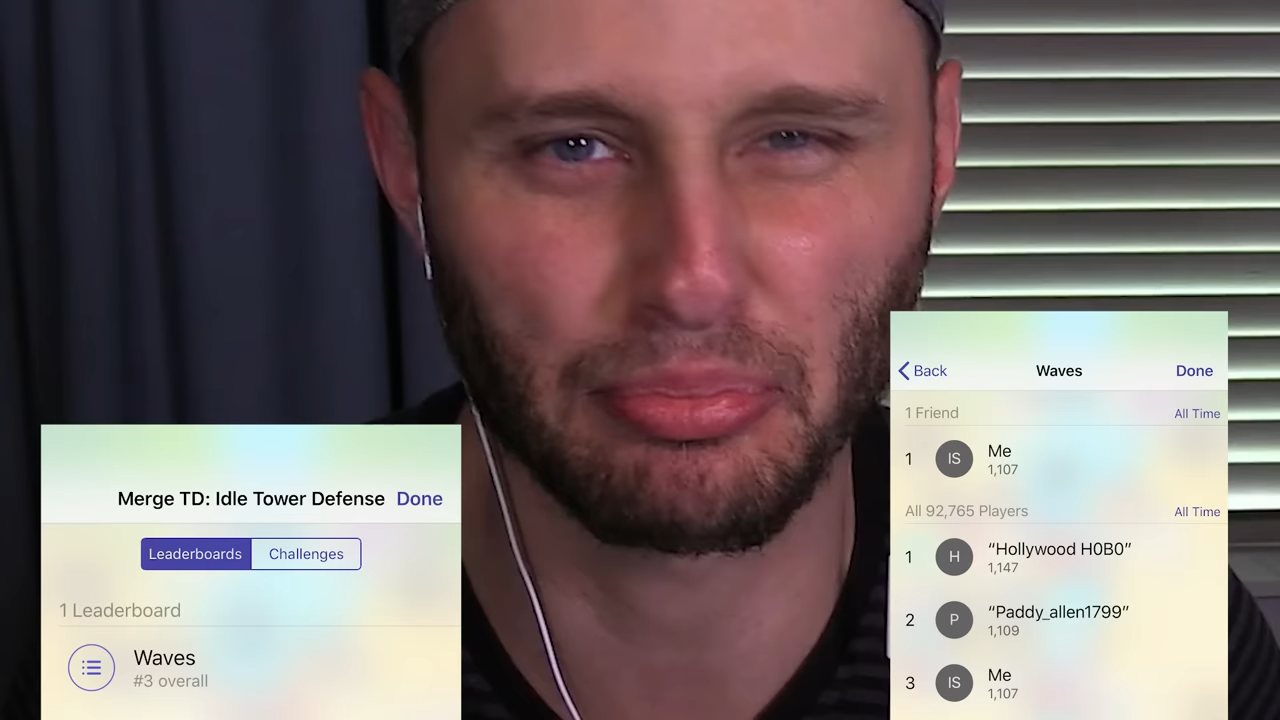 Merge TD: Idle Tower Defense Done
Leaderboards Challenges
1 Leaderboard
Waves
#3 overall
Back Waves Done
1 Friend All Time
1 IS Me
1,107
All 92,765 Players All Time
1 H “Hollywood H0B0”
1,147
2 P “Paddy_allen1799”
1,109
3 IS Me
1,107